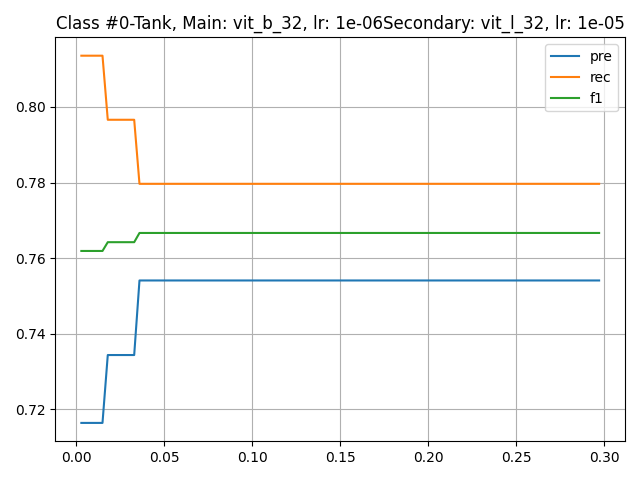 Class #0-Tank, Main: vit_b_32, lr: 1e-06Secondary: vit_l_32, lr: 1e-05
pre
rec
f1
0.80
0.78
0.76
0.74
0.72
0.00 0.05 0.10 0.15 0.20 0.25 0.30